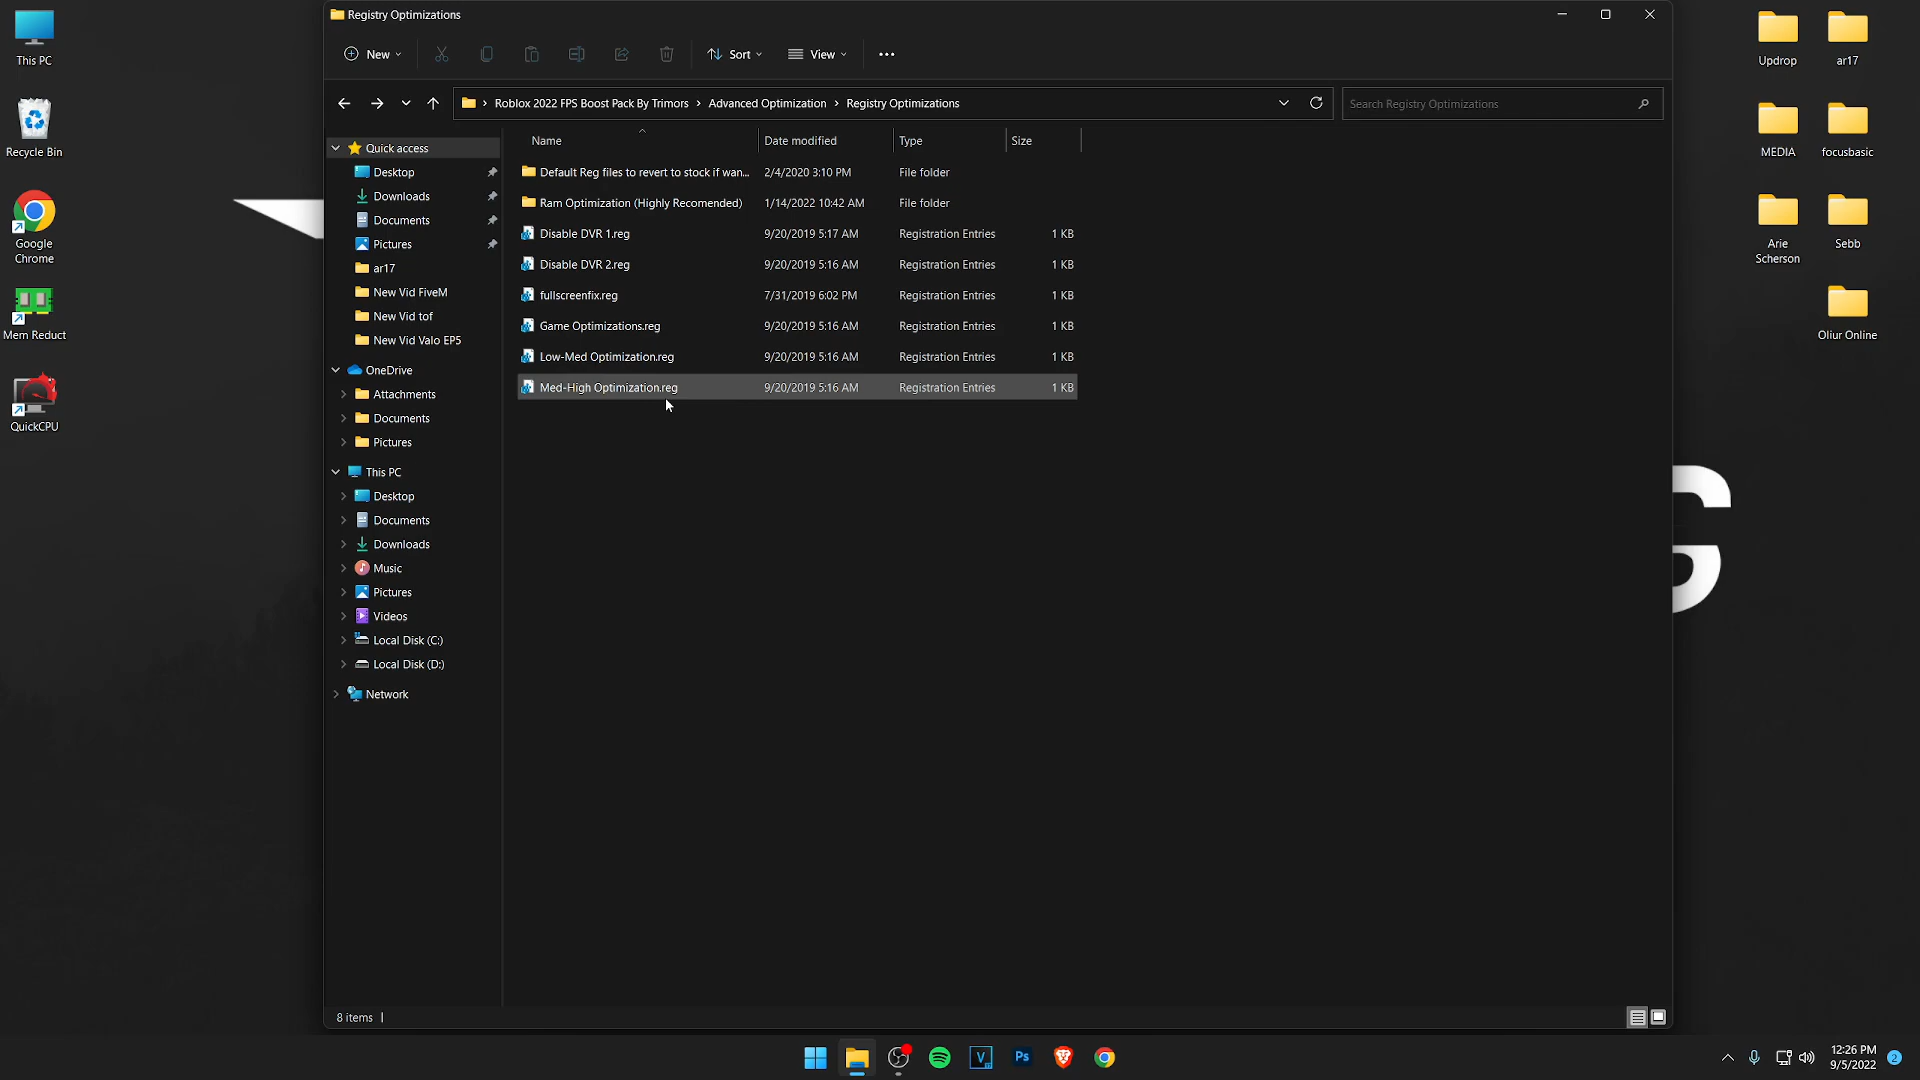 Registry Optimizations
New
Sort
View
Roblox 2022 FPS Boost Pack By Trimors > Advanced Optimization > Registry Optimizations
Search Registry Optimizations
Name Date modified Type Size
Default Reg files to revert to stock if wan... 2/4/2020 3:10 PM File folder
Ram Optimization (Highly Recomended) 1/14/2022 10:42 AM File folder
Disable DVR 1.reg 9/20/2019 5:17 AM Registration Entries 1 KB
Disable DVR 2.reg 9/20/2019 5:16 AM Registration Entries 1 KB
fullscreenfix.reg 7/31/2019 6:02 PM Registration Entries 1 KB
Game Optimizations.reg 9/20/2019 5:16 AM Registration Entries 1 KB
Low-Med Optimization.reg 9/20/2019 5:16 AM Registration Entries 1 KB
Med-High Optimization.reg 9/20/2019 5:16 AM Registration Entries 1 KB
Quick access
Desktop
Downloads
Documents
Pictures
ar17
New Vid FiveM
New Vid tof
New Vid Valo EP5
OneDrive
Attachments
Documents
Pictures
This PC
Desktop
Documents
Downloads
Music
Pictures
Videos
Local Disk (C:)
Local Disk (D:)
Network
8 items
This PC
Recycle Bin
Google
Chrome
Mem Reduct
QuickCPU
Updrop
ar17
MEDIA
focusbasic
Arie
Scherson
Sebb
Oliur Online
G
V
Ps
12:26 PM
9/5/2022
2